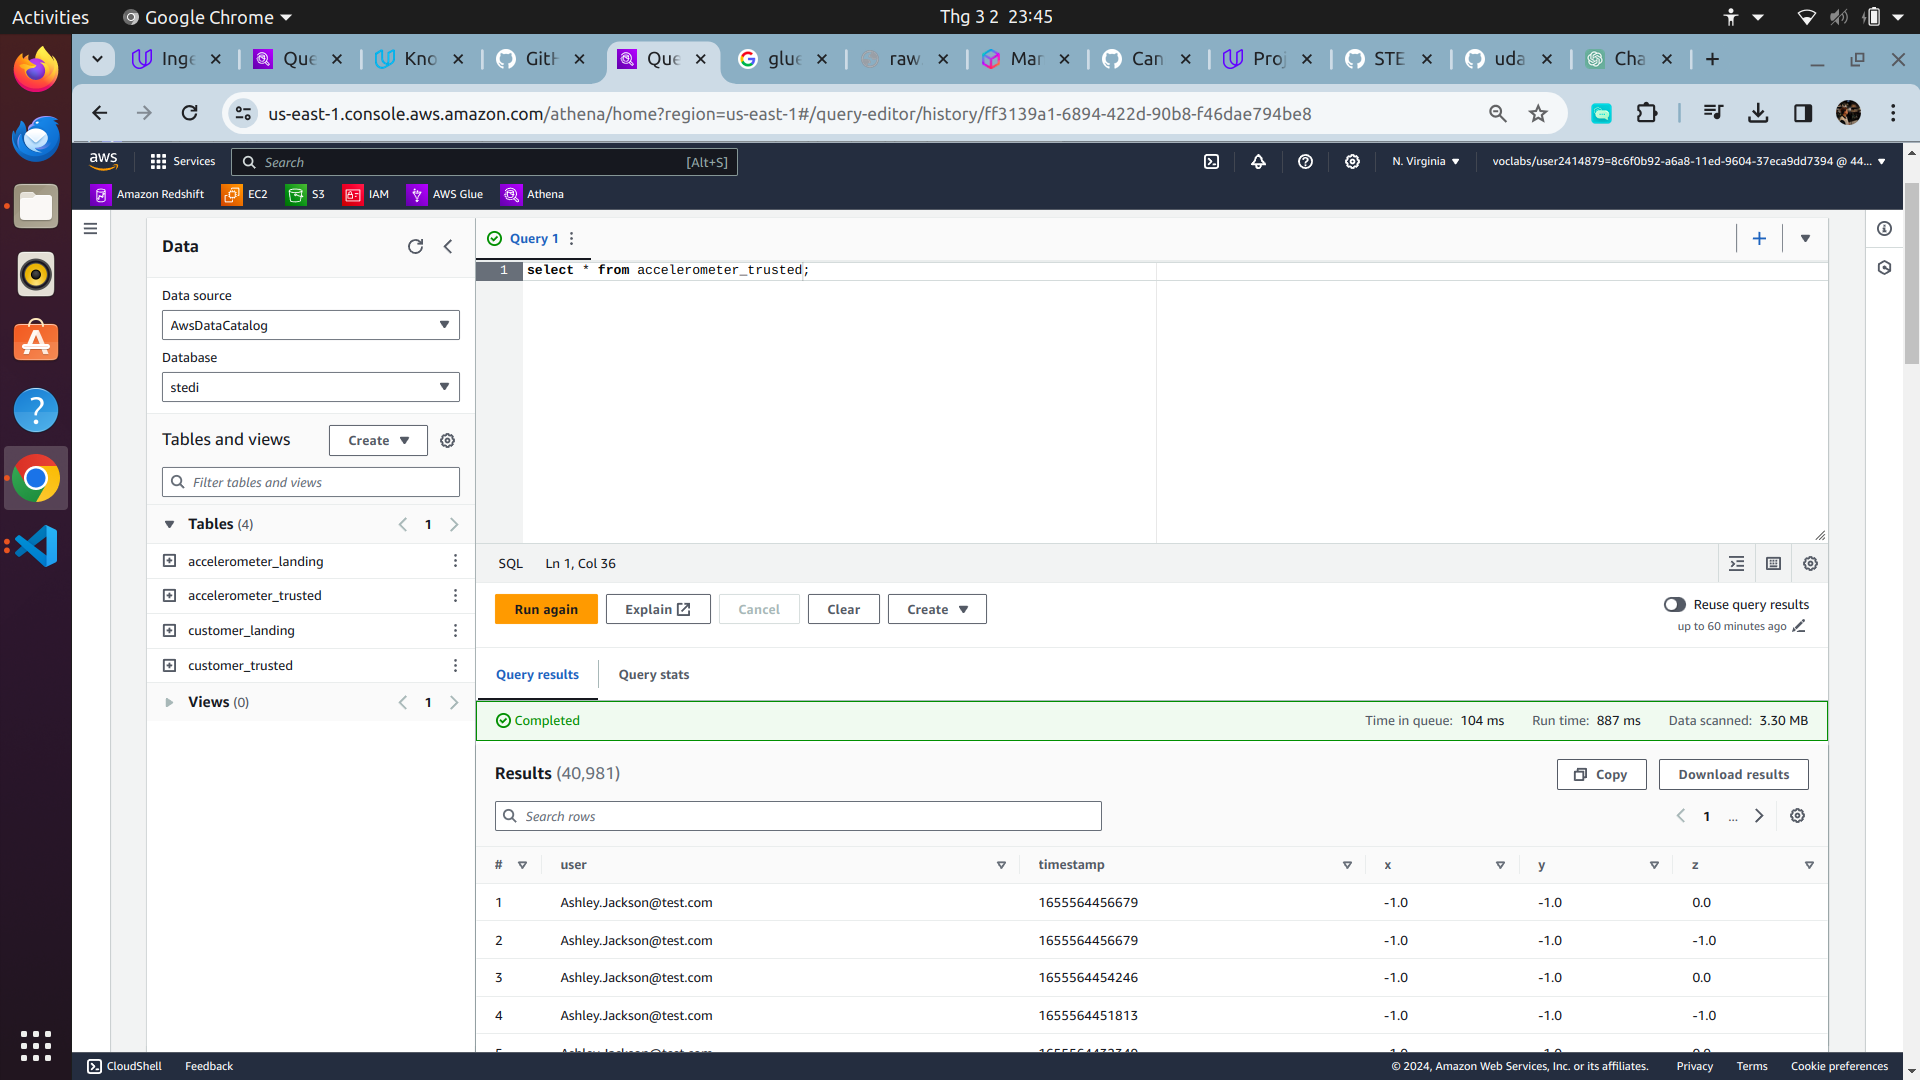 Activities
Google Chrome
Thg 3 2 23:45
Inge
Que
Kno
GitH
Que
glue
raw
Mar
Can
Proj
STE
uda
Cha
us-east-1.console.aws.amazon.com/athena/home?region=us-east-1#/query-editor/history/ff3139a1-6894-422d-90b8-f46dae794be8
aws
Services
Search
[Alt+S]
N. Virginia
voclabs/user2414879=8c6f0b92-a6a8-11ed-9604-37eca9dd7394 @ 44...
Amazon Redshift
EC2
S3
IAM
AWS Glue
Athena
Data
Data source
AwsDataCatalog
Database
stedi
Tables and views
Create
Filter tables and views
Tables (4)
1
accelerometer_landing
accelerometer_trusted
customer_landing
customer_trusted
Views (0)
1
Query 1
1 select * from accelerometer_trusted;
SQL
Ln 1, Col 36
Run again
Explain
Cancel
Clear
Create
Reuse query results
up to 60 minutes ago
Query results
Query stats
Completed
Time in queue: 104 ms
Run time: 887 ms
Data scanned: 3.30 MB
Results (40,981)
Copy
Download results
Search rows
1
...
# user timestamp x y z
1 Ashley.Jackson@test.com 1655564456679 -1.0 -1.0 0.0
2 Ashley.Jackson@test.com 1655564456679 -1.0 -1.0 -1.0
3 Ashley.Jackson@test.com 1655564454246 -1.0 -1.0 0.0
4 Ashley.Jackson@test.com 1655564451813 -1.0 -1.0 -1.0
CloudShell
Feedback
© 2024, Amazon Web Services, Inc. or its affiliates.
Privacy
Terms
Cookie preferences